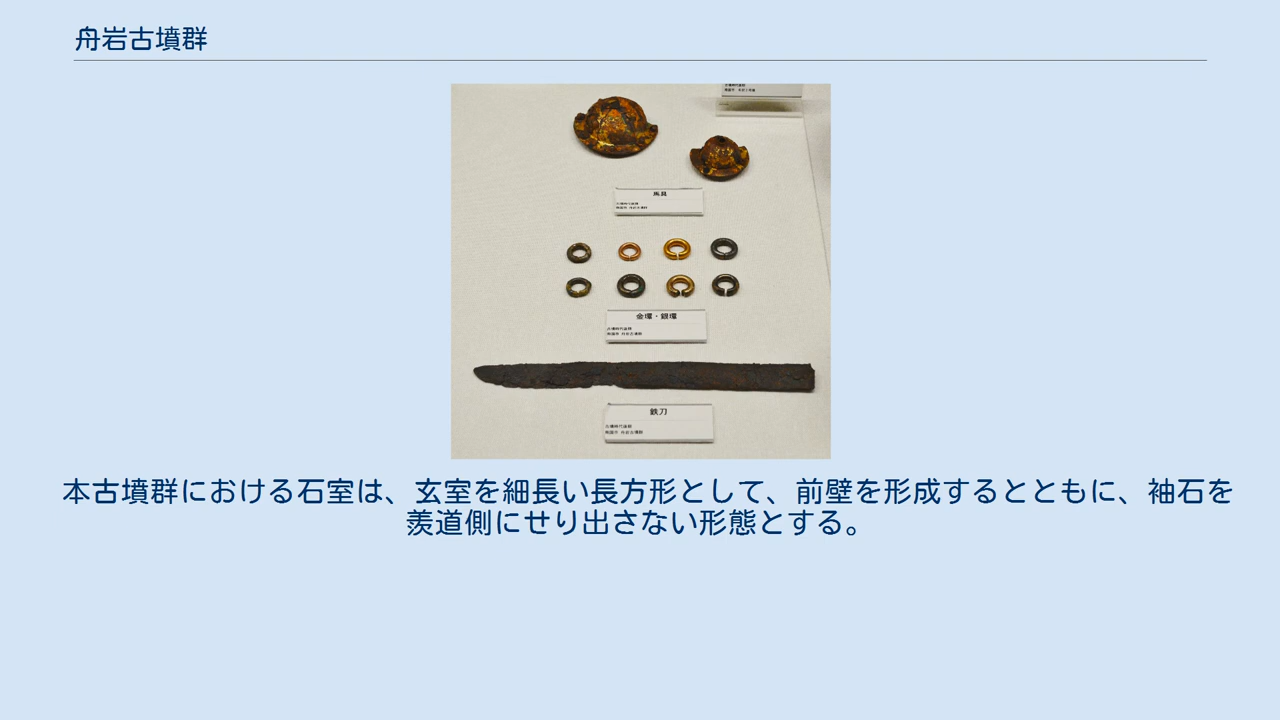 舟岩古墳群
馬具
金環・銀環
鉄刀
本古墳群における石室は、玄室を細長い長方形として、前壁を形成するとともに、袖石を
羨道側にせり出さない形態とする。